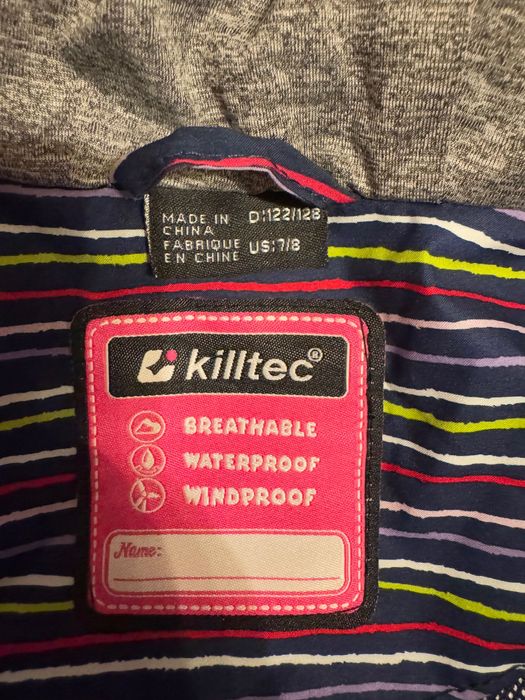 MADE IN
CHINA
FABRIQUE
EN CHINE
D:122/128
US:7/8
killtec®
BREATHABLE
WATERPROOF
WINDPROOF
Name: